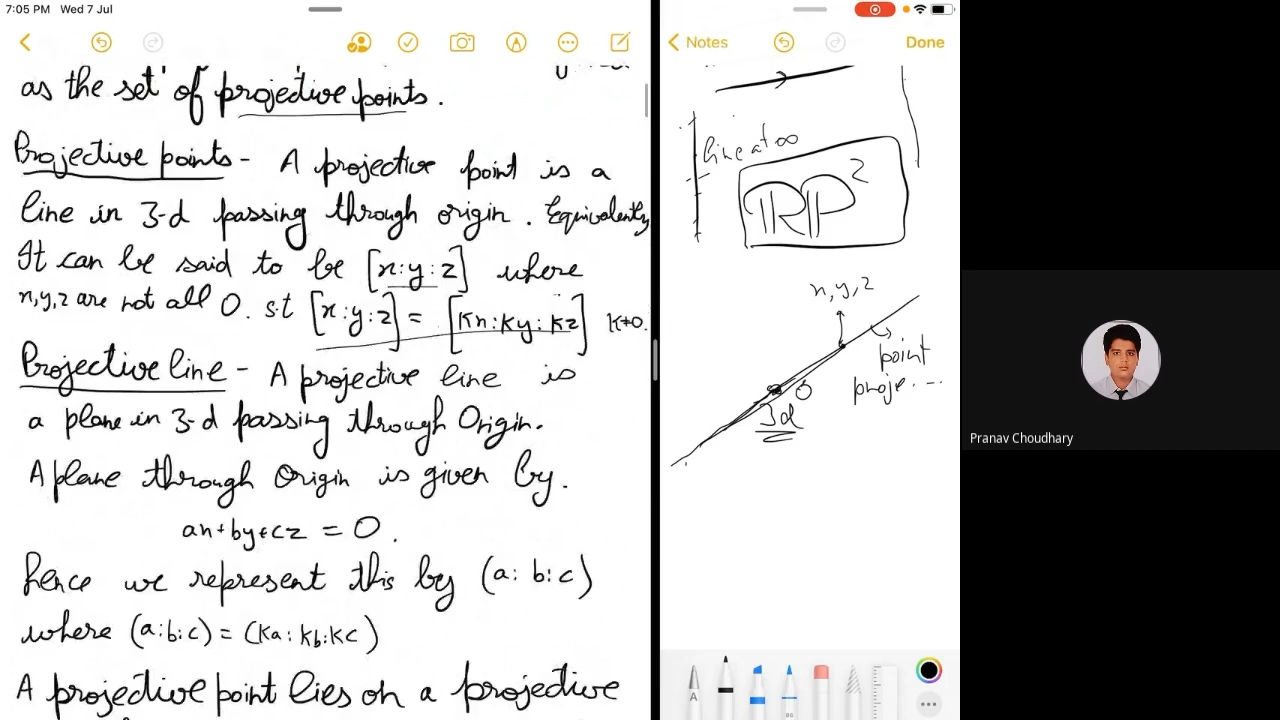 7:05 PM Wed 7 Jul
as the set of projective points.
Projective points - A projective point is a
line in 3-d passing through origin. Equivalently
It can be said to be [x:y:z] where
x,y,z are not all 0. s.t [x:y:z] = [Kx:Ky:Kz] K≠0.
Projective line - A projective line is
a plane in 3-d passing through Origin.
A plane through Origin is given by.
ax+by+cz = 0.
hence we represent this by (a:b:c)
where (a:b:c) = (Ka:Kb:Kc)
A projective point lies on a projective
Notes
Done
line at ∞
RP²
x,y,z
point
proje...
O
3d
Pranav Choudhary